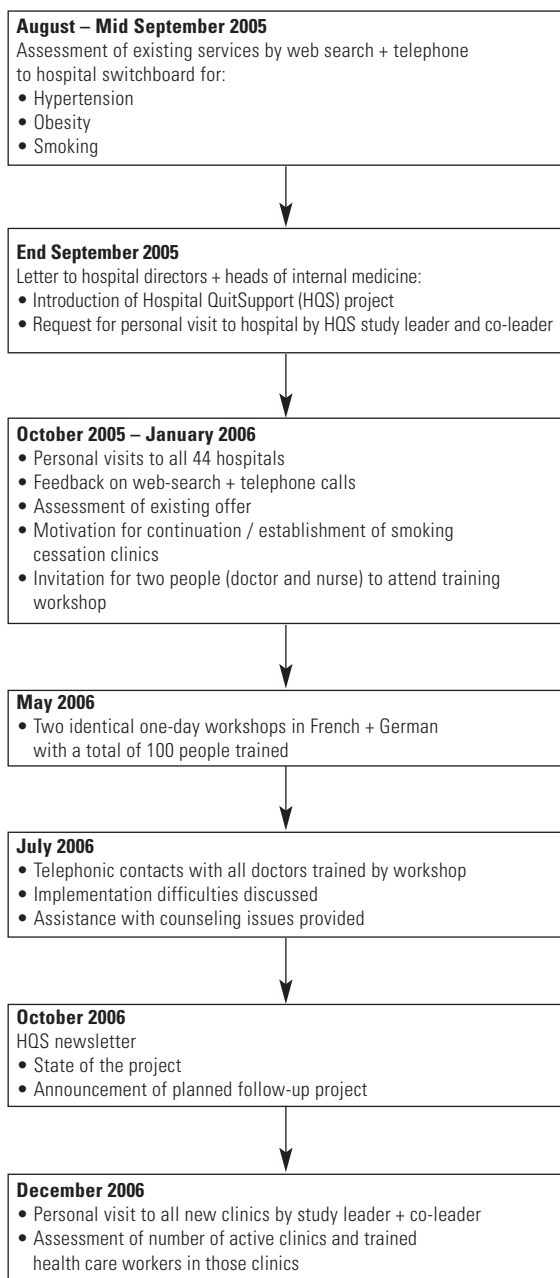 August – Mid September 2005
Assessment of existing services by web search + telephone
to hospital switchboard for:
• Hypertension
• Obesity
• Smoking
End September 2005
Letter to hospital directors + heads of internal medicine:
• Introduction of Hospital QuitSupport (HQS) project
• Request for personal visit to hospital by HQS study leader and co-leader
October 2005 – January 2006
• Personal visits to all 44 hospitals
• Feedback on web-search + telephone calls
• Assessment of existing offer
• Motivation for continuation / establishment of smoking
cessation clinics
• Invitation for two people (doctor and nurse) to attend training
workshop
May 2006
• Two identical one-day workshops in French + German
with a total of 100 people trained
July 2006
• Telephonic contacts with all doctors trained by workshop
• Implementation difficulties discussed
• Assistance with counseling issues provided
October 2006
HQS newsletter
• State of the project
• Announcement of planned follow-up project
December 2006
• Personal visit to all new clinics by study leader + co-leader
• Assessment of number of active clinics and trained
health care workers in those clinics